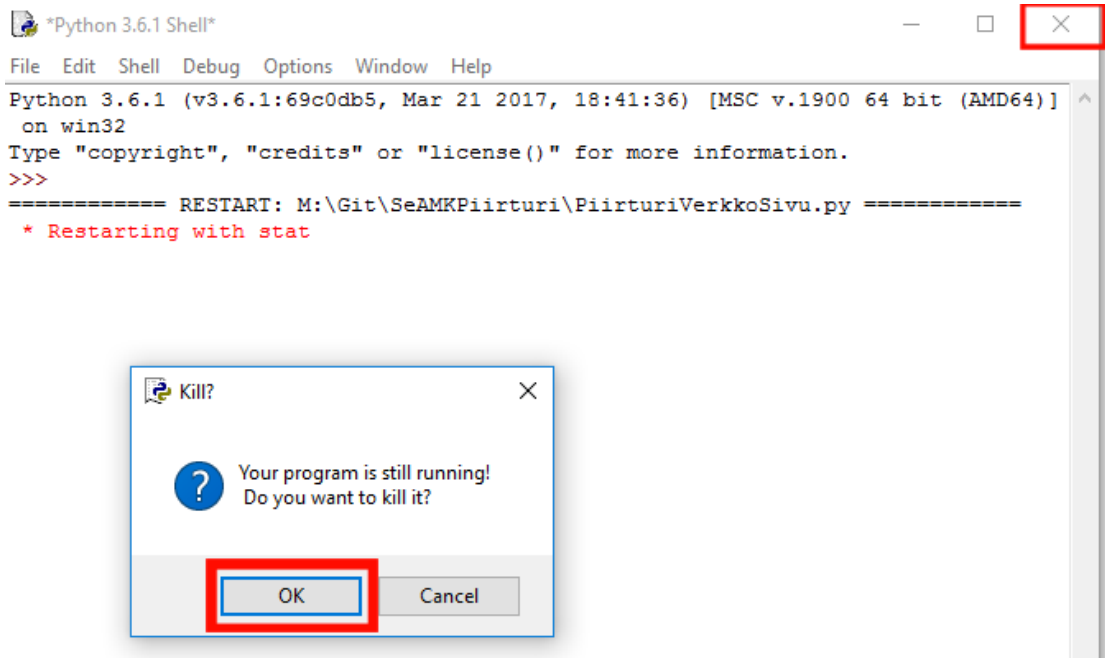 *Python 3.6.1 Shell*
File Edit Shell Debug Options Window Help
Python 3.6.1 (v3.6.1:69c0db5, Mar 21 2017, 18:41:36) [MSC v.1900 64 bit (AMD64)]
 on win32
Type "copyright", "credits" or "license()" for more information.
>>>
============ RESTART: M:\Git\SeAMKPiirturi\PiirturiVerkkoSivu.py ============
 * Restarting with stat
Kill?
Your program is still running!
Do you want to kill it?
OK Cancel